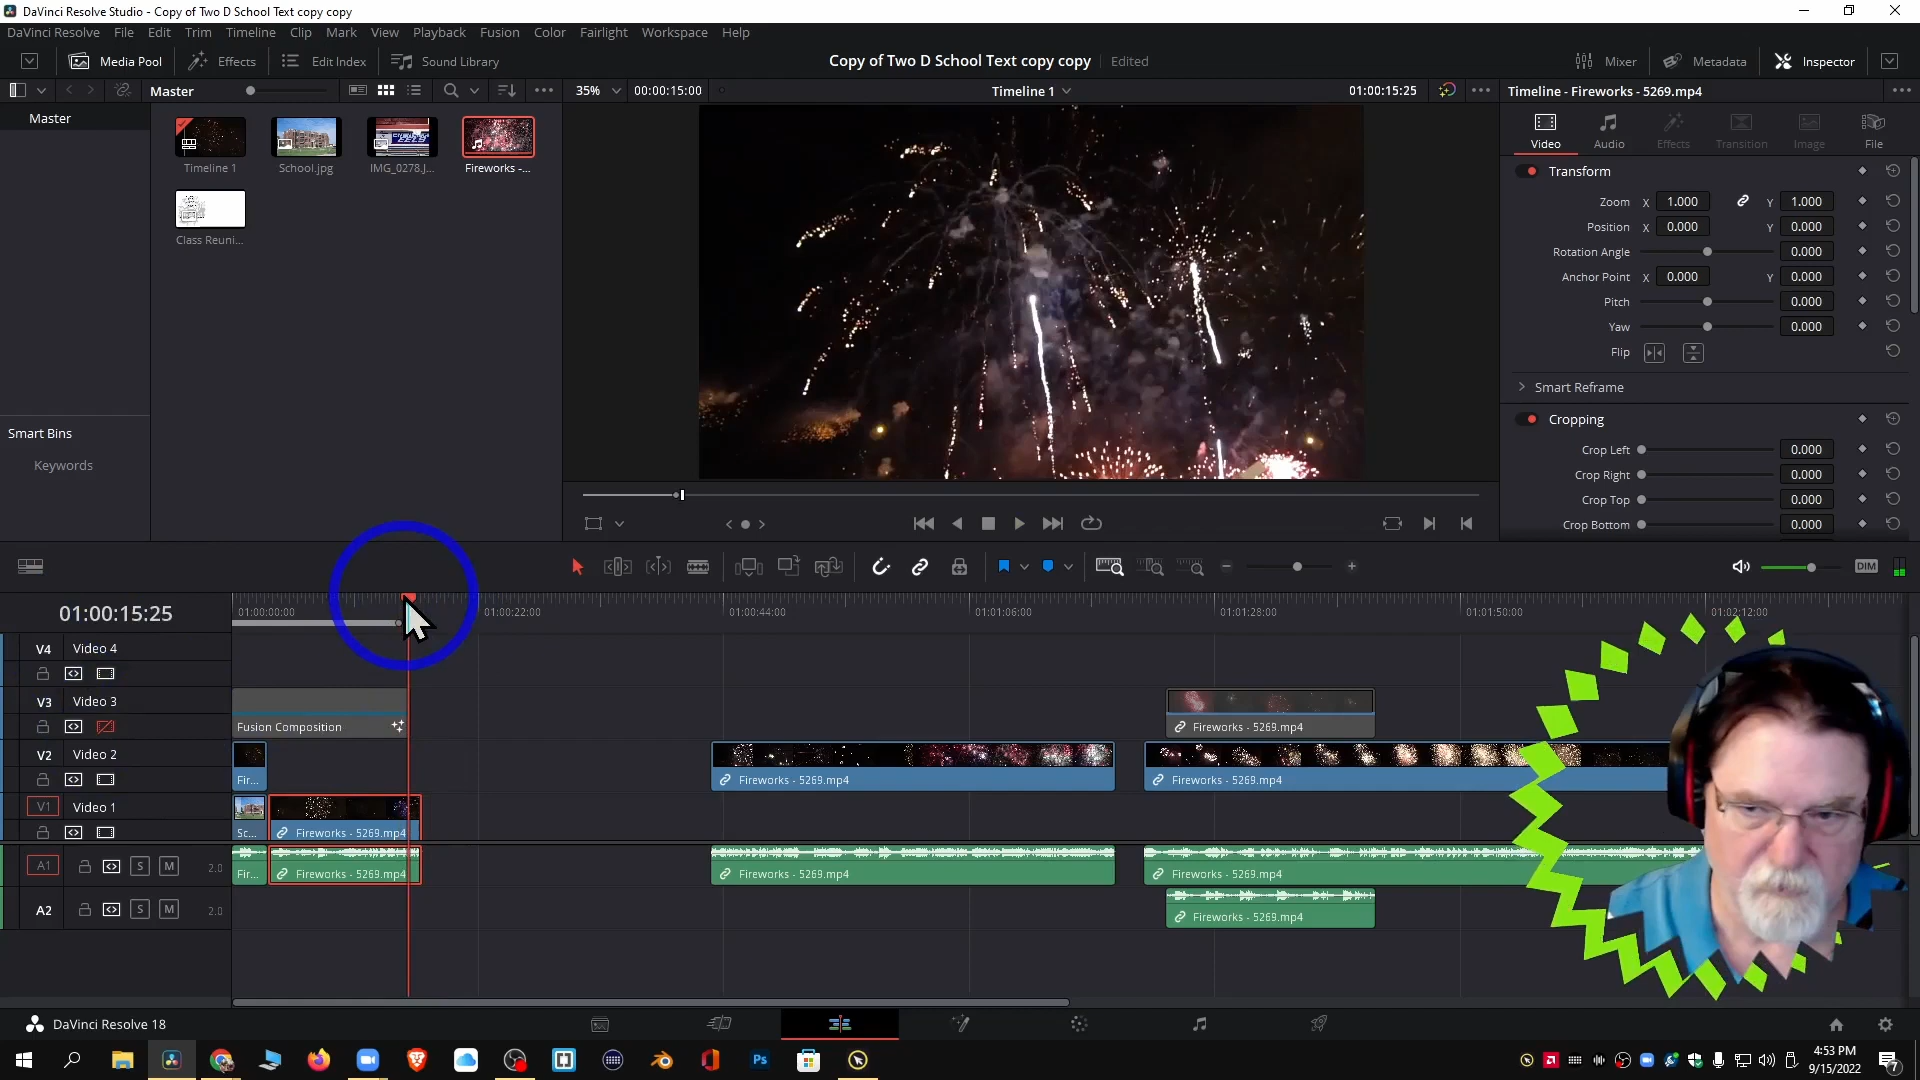 DaVinci Resolve Studio - Copy of Two D School Text copy copy
DaVinci Resolve File Edit Trim Timeline Clip Mark View Playback Fusion Color Fairlight Workspace Help
Media Pool Effects Edit Index Sound Library Copy of Two D School Text copy copy Edited Mixer Metadata Inspector
Master 35% 00:00:15:00 Timeline 1 01:00:15:25 Timeline - Fireworks - 5269.mp4
Master
Timeline 1 School.jpg IMG_0278.J... Fireworks -...
Class Reuni...
Smart Bins
Keywords
Video Audio Effects Transition Image File
Transform
Zoom X 1.000 Y 1.000
Position X 0.000 Y 0.000
Rotation Angle 0.000
Anchor Point X 0.000 Y 0.000
Pitch 0.000
Yaw 0.000
Flip
Smart Reframe
Cropping
Crop Left 0.000
Crop Right 0.000
Crop Top 0.000
Crop Bottom 0.000
DIM
01:00:15:25 01:00:00:00 01:00:22:00 01:00:44:00 01:01:06:00 01:01:28:00 01:01:50:00 01:02:12:00
V4 Video 4
V3 Video 3
Fusion Composition Fireworks - 5269.mp4
V2 Video 2
Fir... Fireworks - 5269.mp4 Fireworks - 5269.mp4
V1 Video 1
Sc... Fireworks - 5269.mp4
A1 S M 2.0
Fir... Fireworks - 5269.mp4 Fireworks - 5269.mp4 Fireworks - 5269.mp4
A2 S M 2.0 Fireworks - 5269.mp4
DaVinci Resolve 18
Ps
4:53 PM
9/15/2022
7